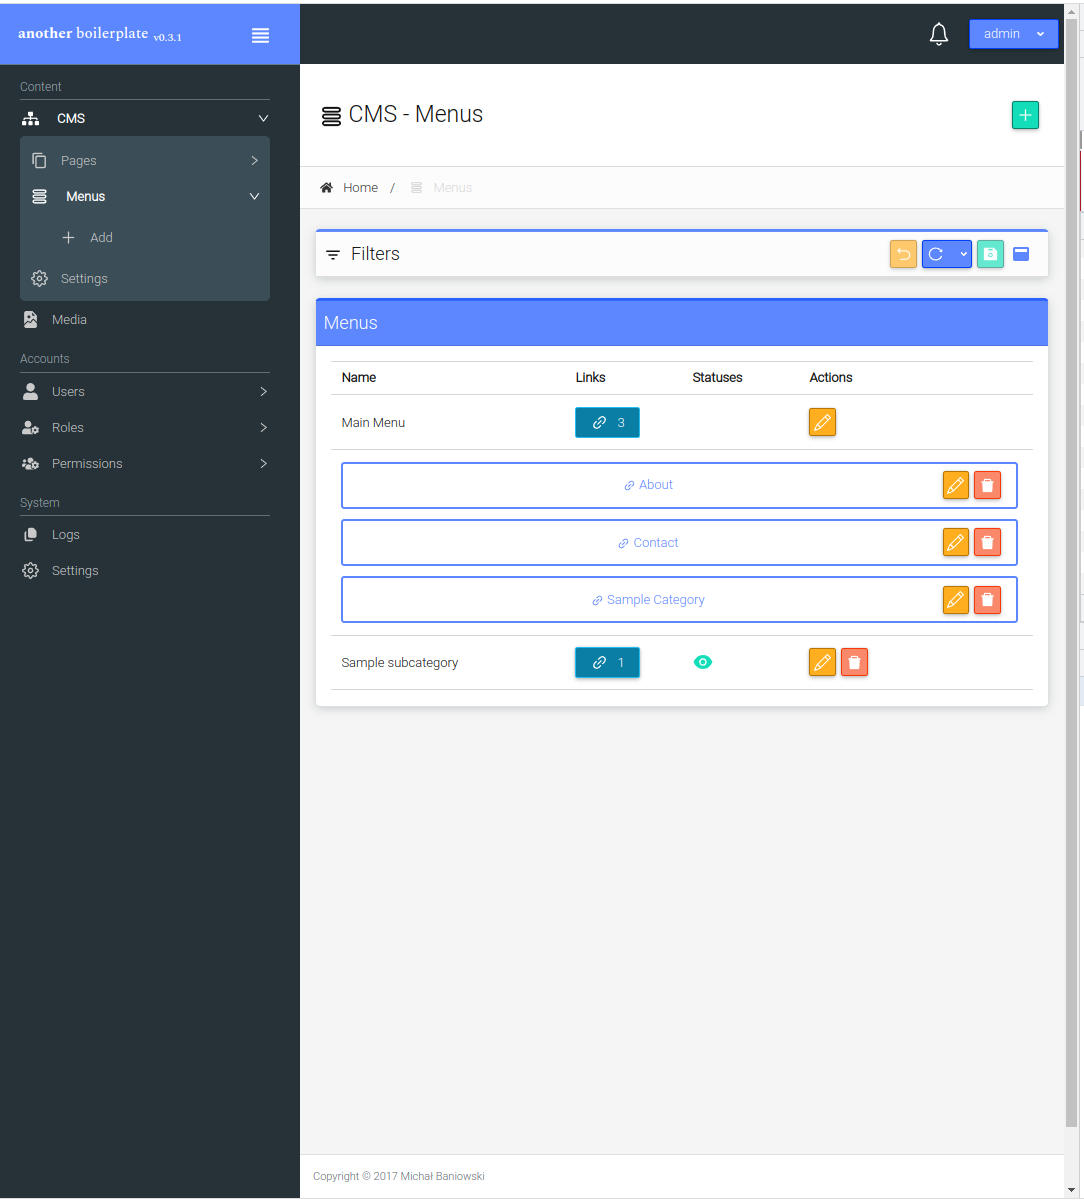 another boilerplate v0.3.1
admin
Content
CMS
Pages
Menus
Add
Settings
Media
Accounts
Users
Roles
Permissions
System
Logs
Settings
CMS - Menus
Home / Menus
Filters
Menus
Name Links Statuses Actions
Main Menu 3
About
Contact
Sample Category
Sample subcategory 1
Copyright © 2017 Michał Baniowski